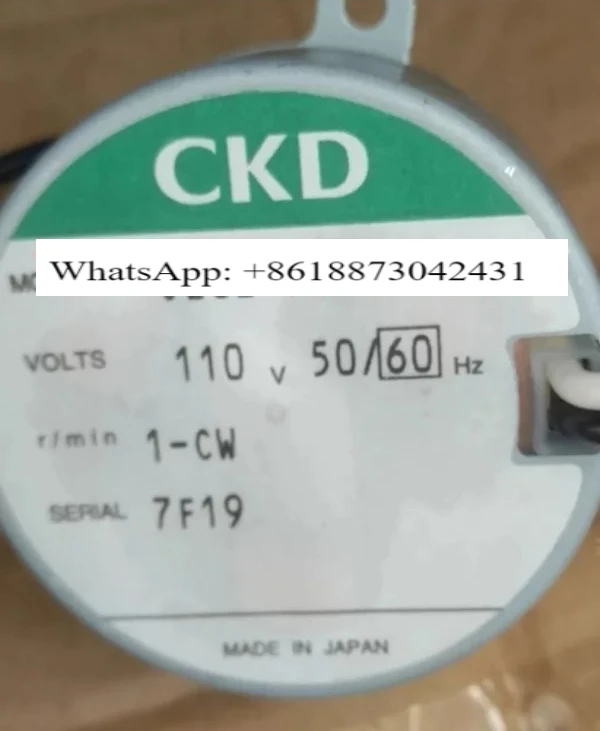 CKD
WhatsApp: +8618873042431
VOLTS 110 v 50/60 Hz
r/min 1-CW
SERIAL 7F19
MADE IN JAPAN